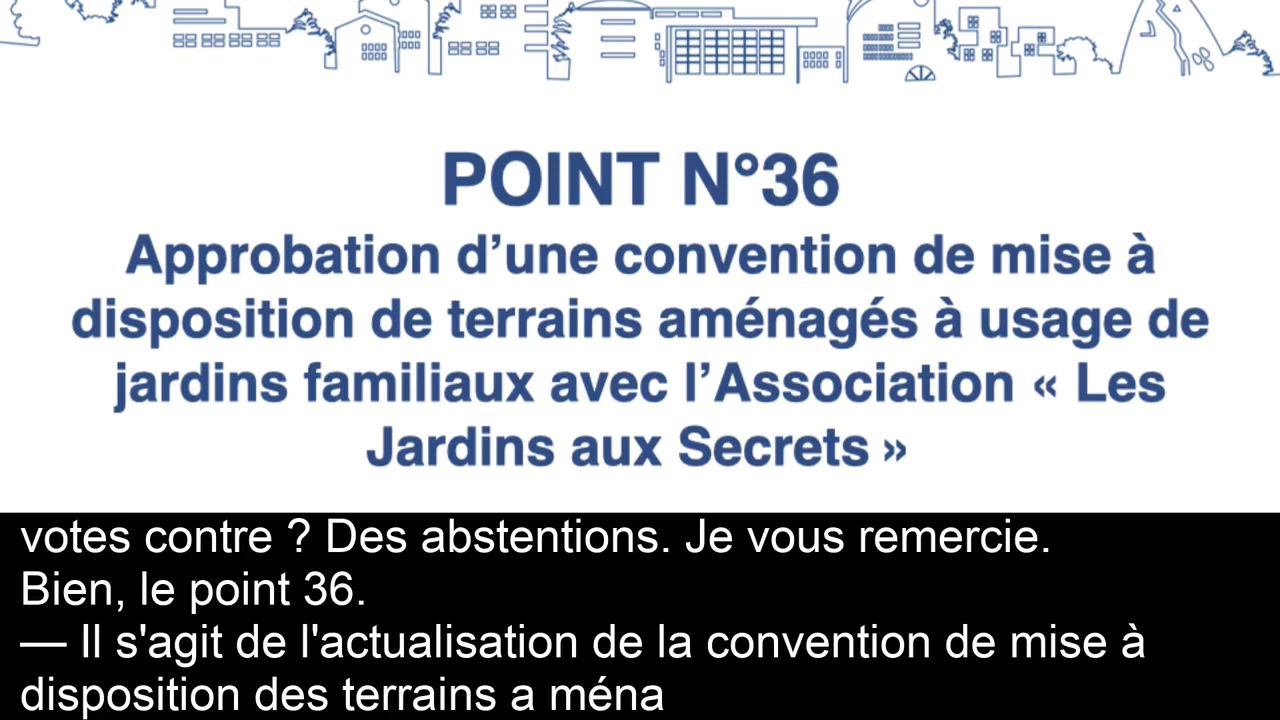 POINT N°36
Approbation d’une convention de mise à
disposition de terrains aménagés à usage de
jardins familiaux avec l’Association « Les
Jardins aux Secrets »
votes contre ? Des abstentions. Je vous remercie.
Bien, le point 36.
— Il s'agit de l'actualisation de la convention de mise à
disposition des terrains a ména